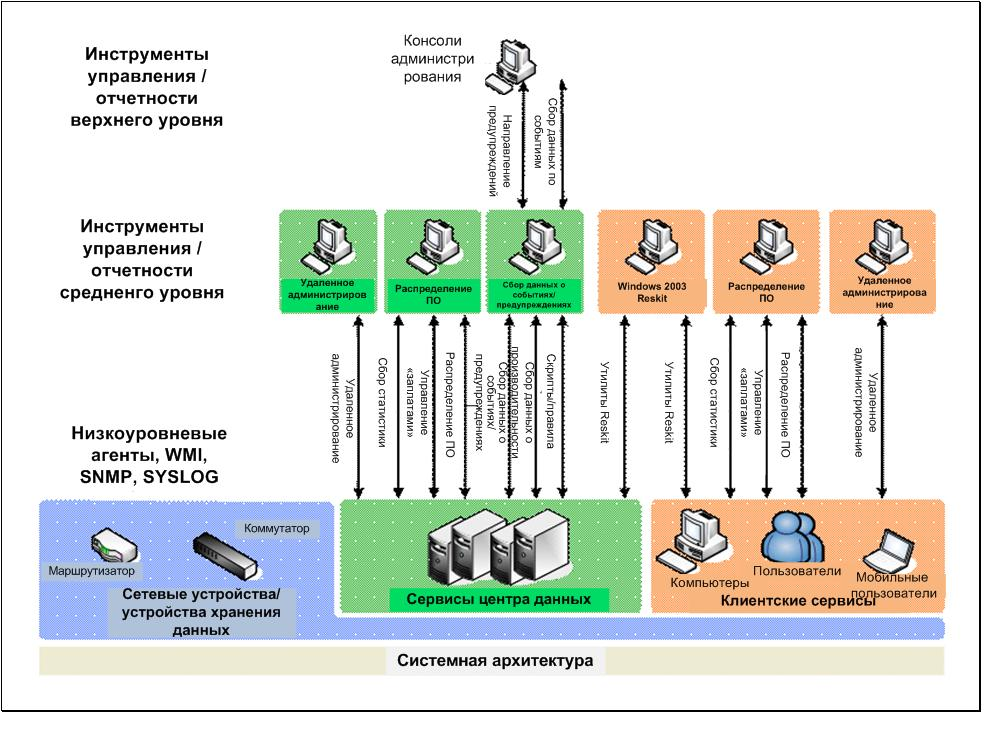 Инструменты
управления /
отчетности
верхнего уровня
Консоли
администри
рования
Направление
предупреждений
Сбор данных по
событиям
Инструменты
управления /
отчетности
средненго уровня
Удаленное
администриров
ание
Распределение
ПО
Сбор данных о
событиях/
предупреждениях
Windows 2003
Reskit
Распределение
ПО
Удаленное
администрирова
ние
Удаленное
администрирование
Сбор статистики
Управление
«заплатами»
Распределение ПО
Сбор данных о
событиях/
предупреждениях
Сбор данных о
производительности
Скрипты/правила
Утилиты Reskit
Утилиты Reskit
Сбор статистики
Управление
«заплатами»
Распределение ПО
Удаленное
администрирование
Низкоуровневые
агенты, WMI,
SNMP, SYSLOG
Маршрутизатор
Коммутатор
Сетевые устройства/
устройства хранения
данных
Сервисы центра данных
Компьютеры
Пользователи
Мобильные
пользователи
Клиентские сервисы
Системная архитектура